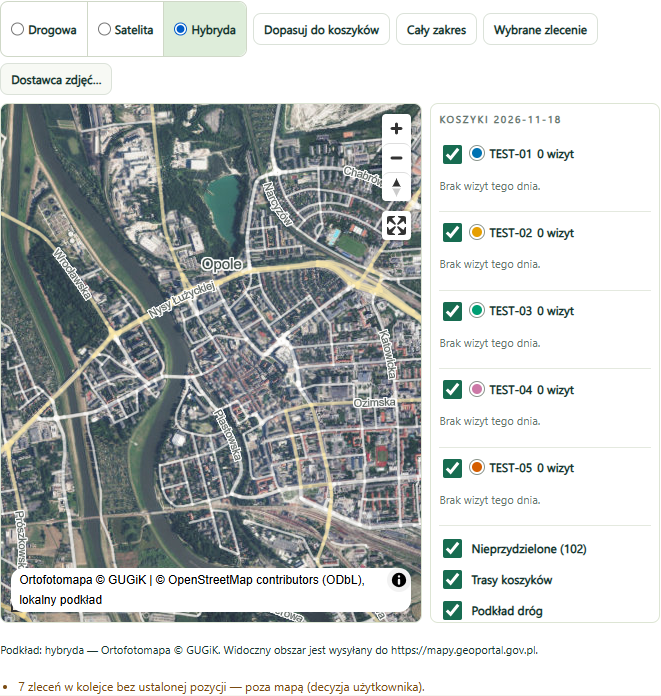 Drogowa
Satelita
Hybryda
Dopasuj do koszyków
Cały zakres
Wybrane zlecenie
Dostawca zdjęć...
KOSZYKI 2026-11-18
TEST-01 0 wizyt
Brak wizyt tego dnia.
TEST-02 0 wizyt
Brak wizyt tego dnia.
TEST-03 0 wizyt
Brak wizyt tego dnia.
TEST-04 0 wizyt
Brak wizyt tego dnia.
TEST-05 0 wizyt
Brak wizyt tego dnia.
Nieprzydzielone (102)
Trasy koszyków
Podkład dróg
Chabrów
Narcyzów
Opole
Wrocławska
Nysy Łużyckiej
Katowicka
Ozimska
Piastowska
Ortofotomapa © GUGiK | © OpenStreetMap contributors (ODbL),
lokalny podkład
Podkład: hybryda — Ortofotomapa © GUGiK. Widoczny obszar jest wysyłany do https://mapy.geoportal.gov.pl.
7 zleceń w kolejce bez ustalonej pozycji — poza mapą (decyzja użytkownika).